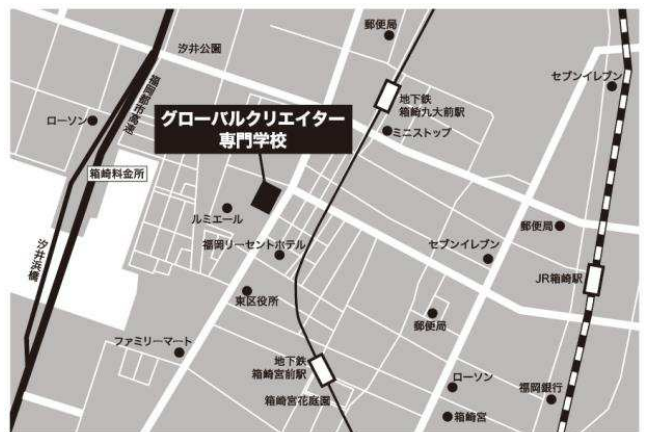 郵便局
汐井公園
セブンイレブン
福岡都市高速
地下鉄
箱崎九大前駅
ローソン
グローバルクリエイター
専門学校
ミニストップ
箱崎料金所
ルミエール
郵便局
汐井浜橋
福岡リーセントホテル
セブンイレブン
JR箱崎駅
東区役所
郵便局
ファミリーマート
地下鉄
箱崎宮前駅
ローソン
福岡銀行
箱崎宮花庭園
箱崎宮